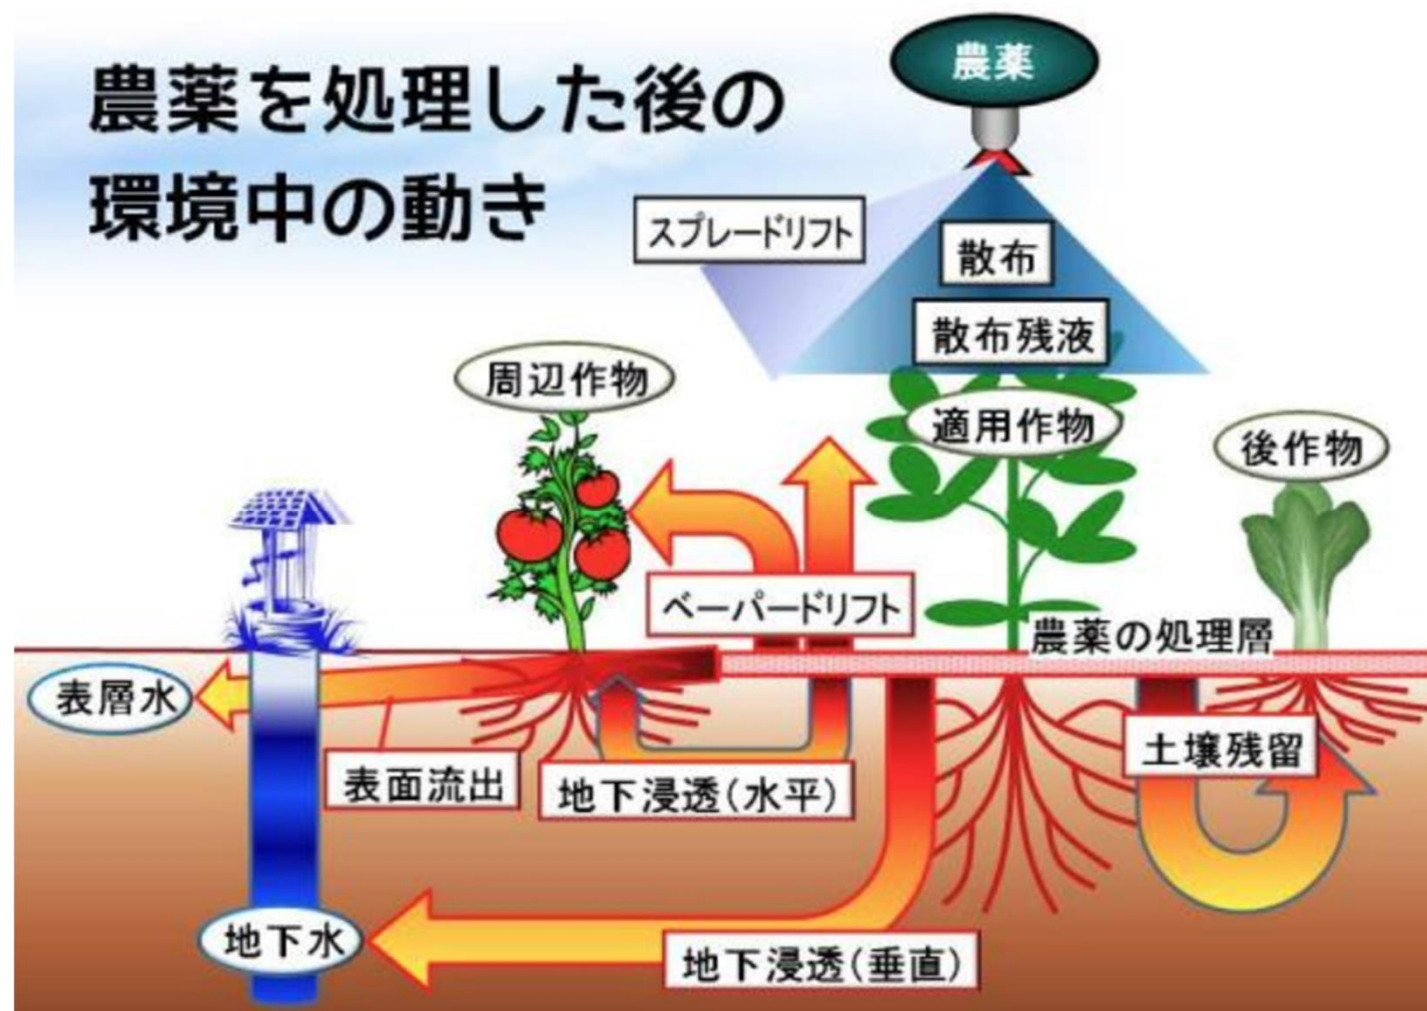 農薬を処理した後の
環境中の動き
農薬
スプレードリフト
散布
散布残液
周辺作物
適用作物
後作物
ベーパードリフト
農薬の処理層
表層水
表面流出
地下浸透(水平)
土壌残留
地下水
地下浸透(垂直)